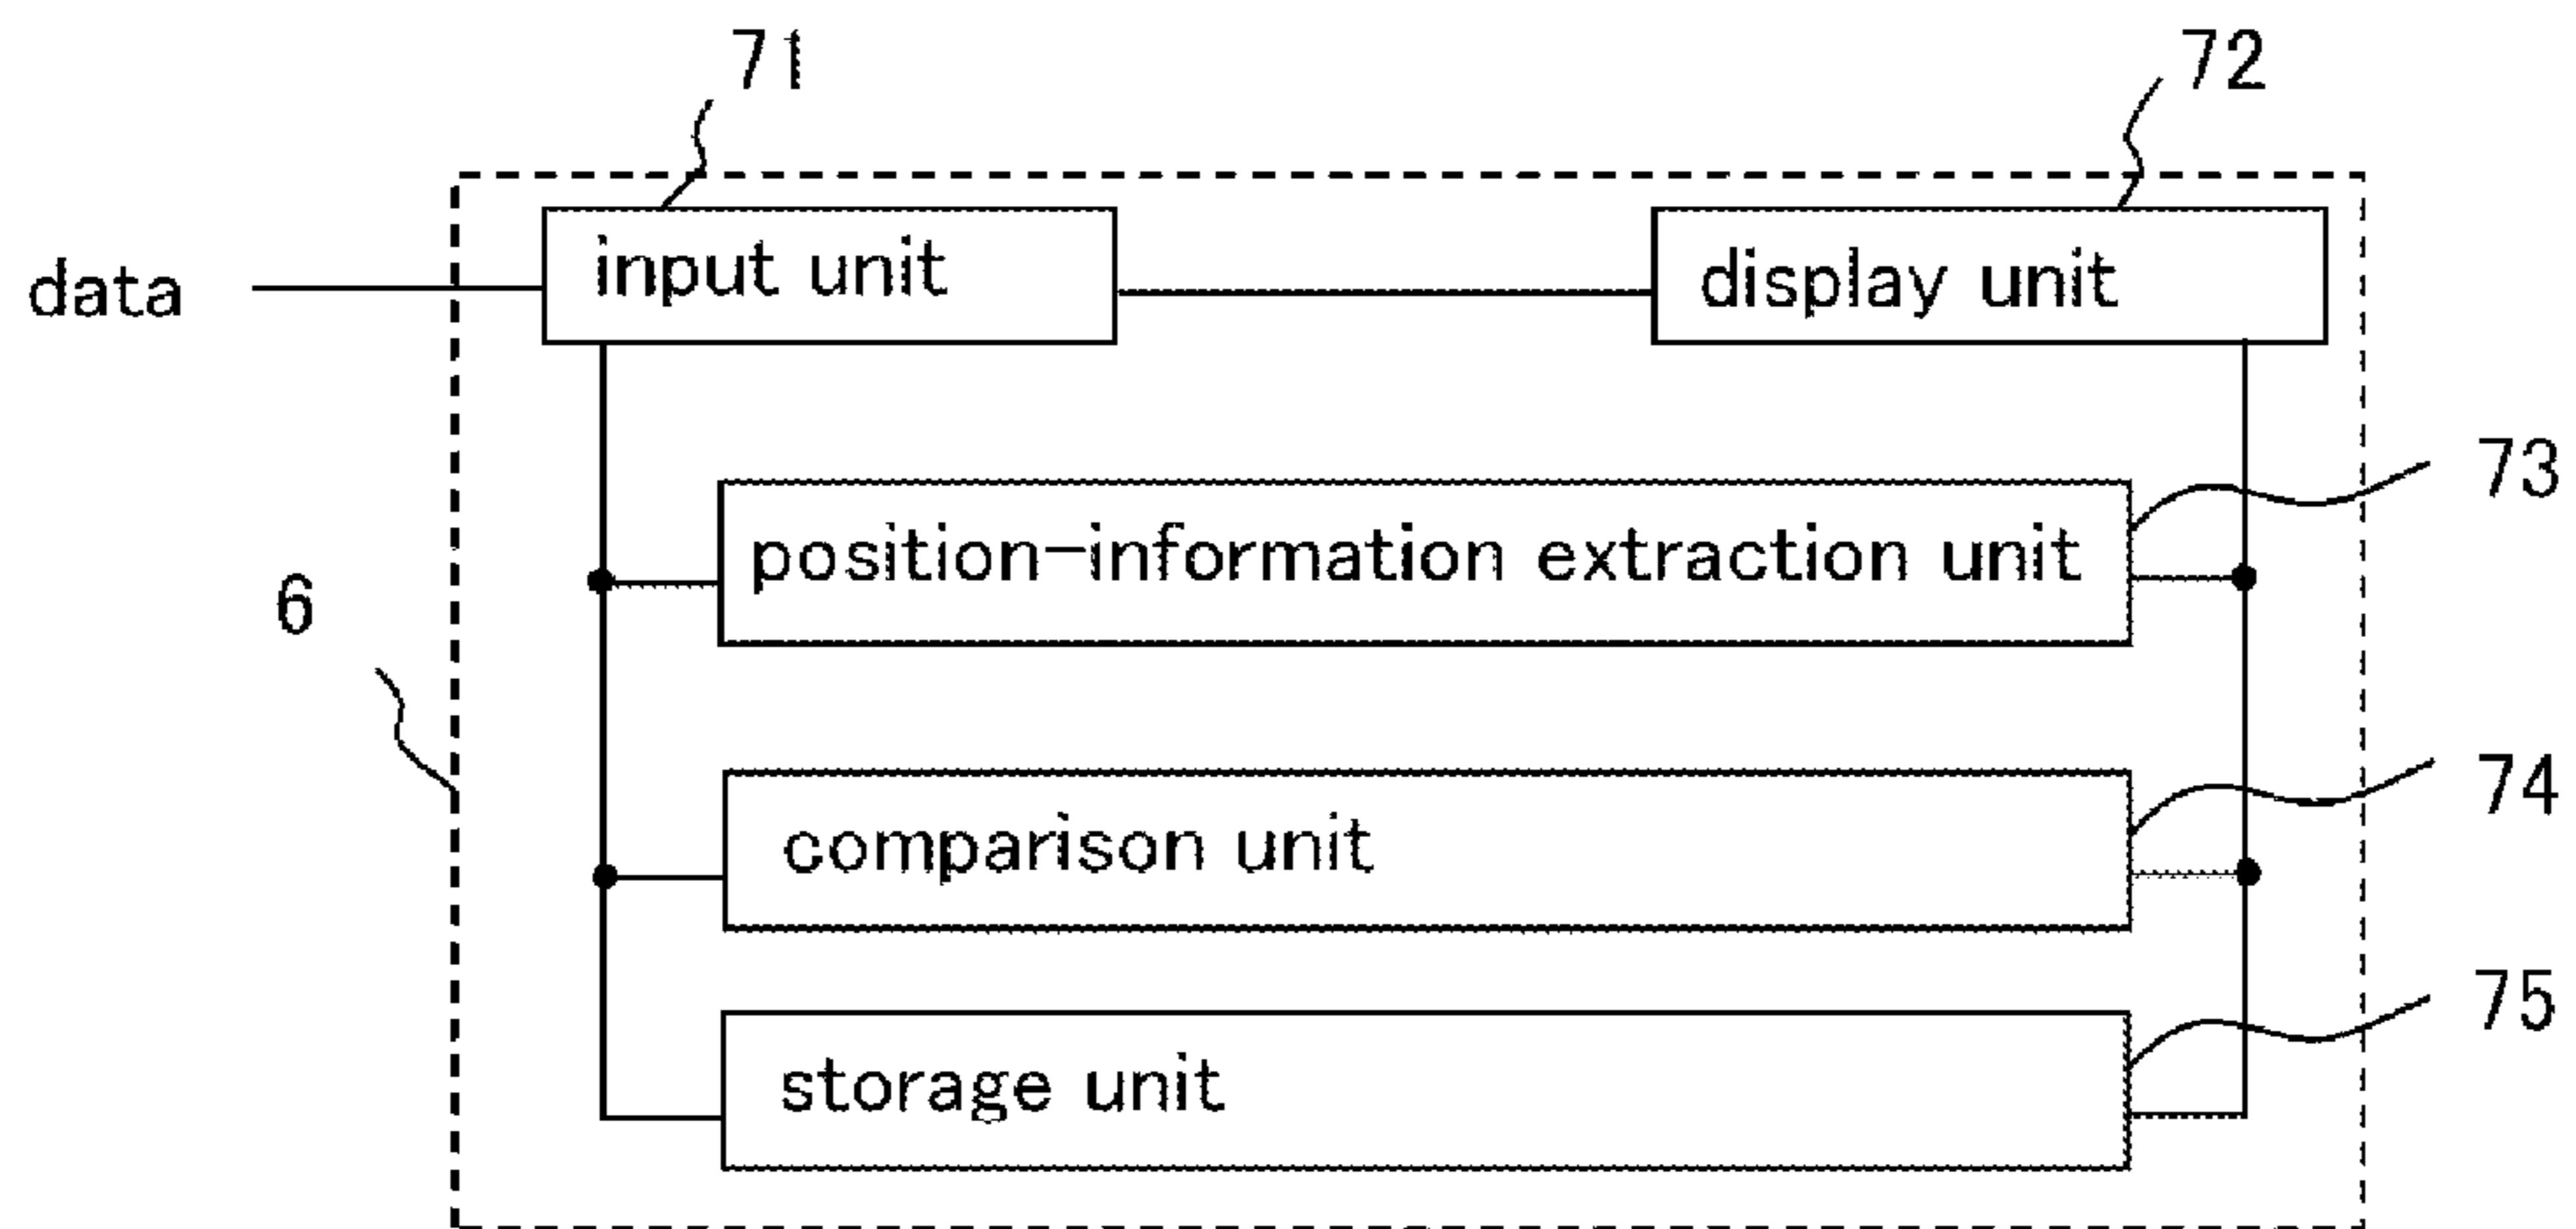 71
72
data
input unit
display unit
73
position-information extraction unit
6
74
comparison unit
75
storage unit